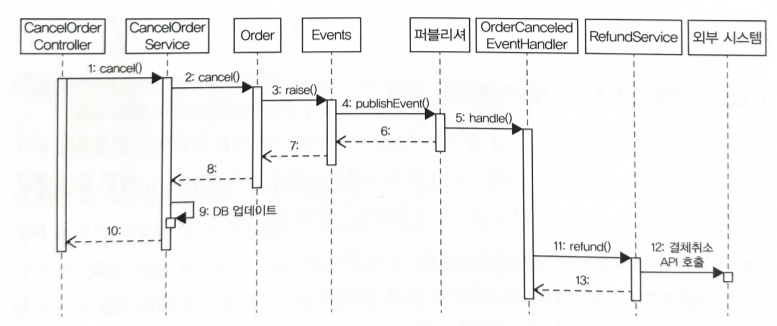 CancelOrder
Controller
CancelOrder
Service
Order
Events
퍼블리셔
OrderCanceled
EventHandler
RefundService
외부 시스템
1: cancel()
2: cancel()
3: raise()
4: publishEvent()
5: handle()
6:
7:
8:
9: DB 업데이트
10:
11: refund()
12: 결체취소
API 호출
13: